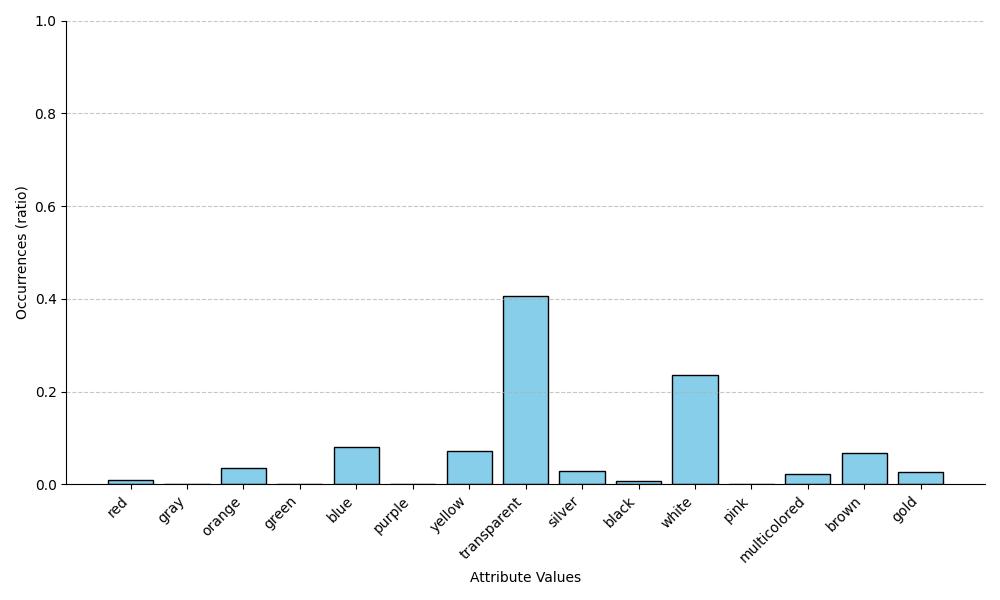 1.0
0.8
0.6
0.4
0.2
0.0
Occurrences (ratio)
red
gray
orange
green
blue
purple
yellow
transparent
silver
black
white
pink
multicolored
brown
gold
Attribute Values